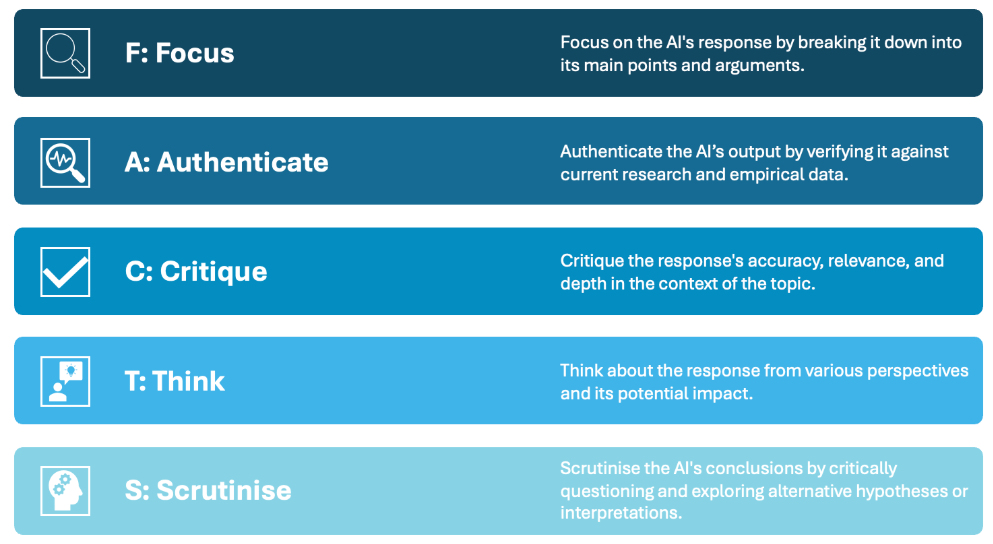 F: Focus
Focus on the AI's response by breaking it down into
its main points and arguments.
A: Authenticate
Authenticate the AI’s output by verifying it against
current research and empirical data.
C: Critique
Critique the response's accuracy, relevance, and
depth in the context of the topic.
T: Think
Think about the response from various perspectives
and its potential impact.
S: Scrutinise
Scrutinise the AI's conclusions by critically
questioning and exploring alternative hypotheses or
interpretations.